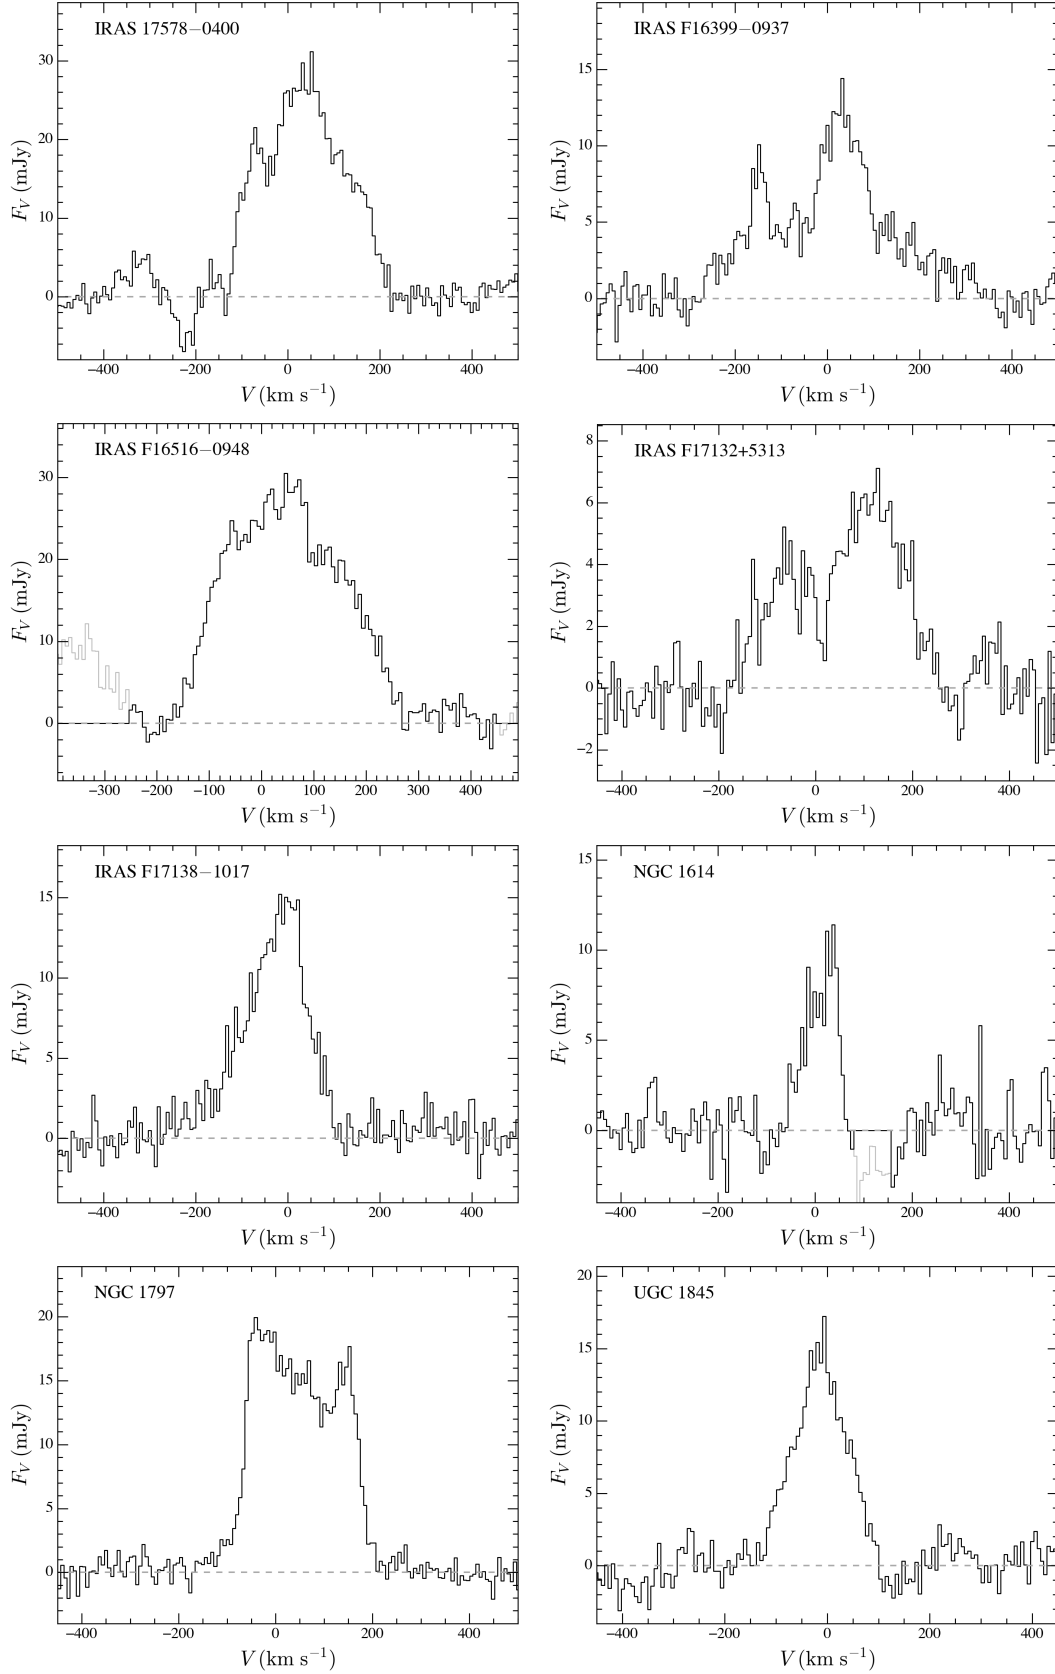 IRAS 17578−0400
30
20
10
0
F_V (mJy)
−400 −200 0 200 400
V (km s⁻¹)
IRAS F16399−0937
15
10
5
0
F_V (mJy)
−400 −200 0 200 400
V (km s⁻¹)
IRAS F16516−0948
30
20
10
0
F_V (mJy)
−300 −200 −100 0 100 200 300 400
V (km s⁻¹)
IRAS F17132+5313
8
6
4
2
0
−2
F_V (mJy)
−400 −200 0 200 400
V (km s⁻¹)
IRAS F17138−1017
15
10
5
0
F_V (mJy)
−400 −200 0 200 400
V (km s⁻¹)
NGC 1614
15
10
5
0
F_V (mJy)
−400 −200 0 200 400
V (km s⁻¹)
NGC 1797
20
15
10
5
0
F_V (mJy)
−400 −200 0 200 400
V (km s⁻¹)
UGC 1845
20
15
10
5
0
F_V (mJy)
−400 −200 0 200 400
V (km s⁻¹)